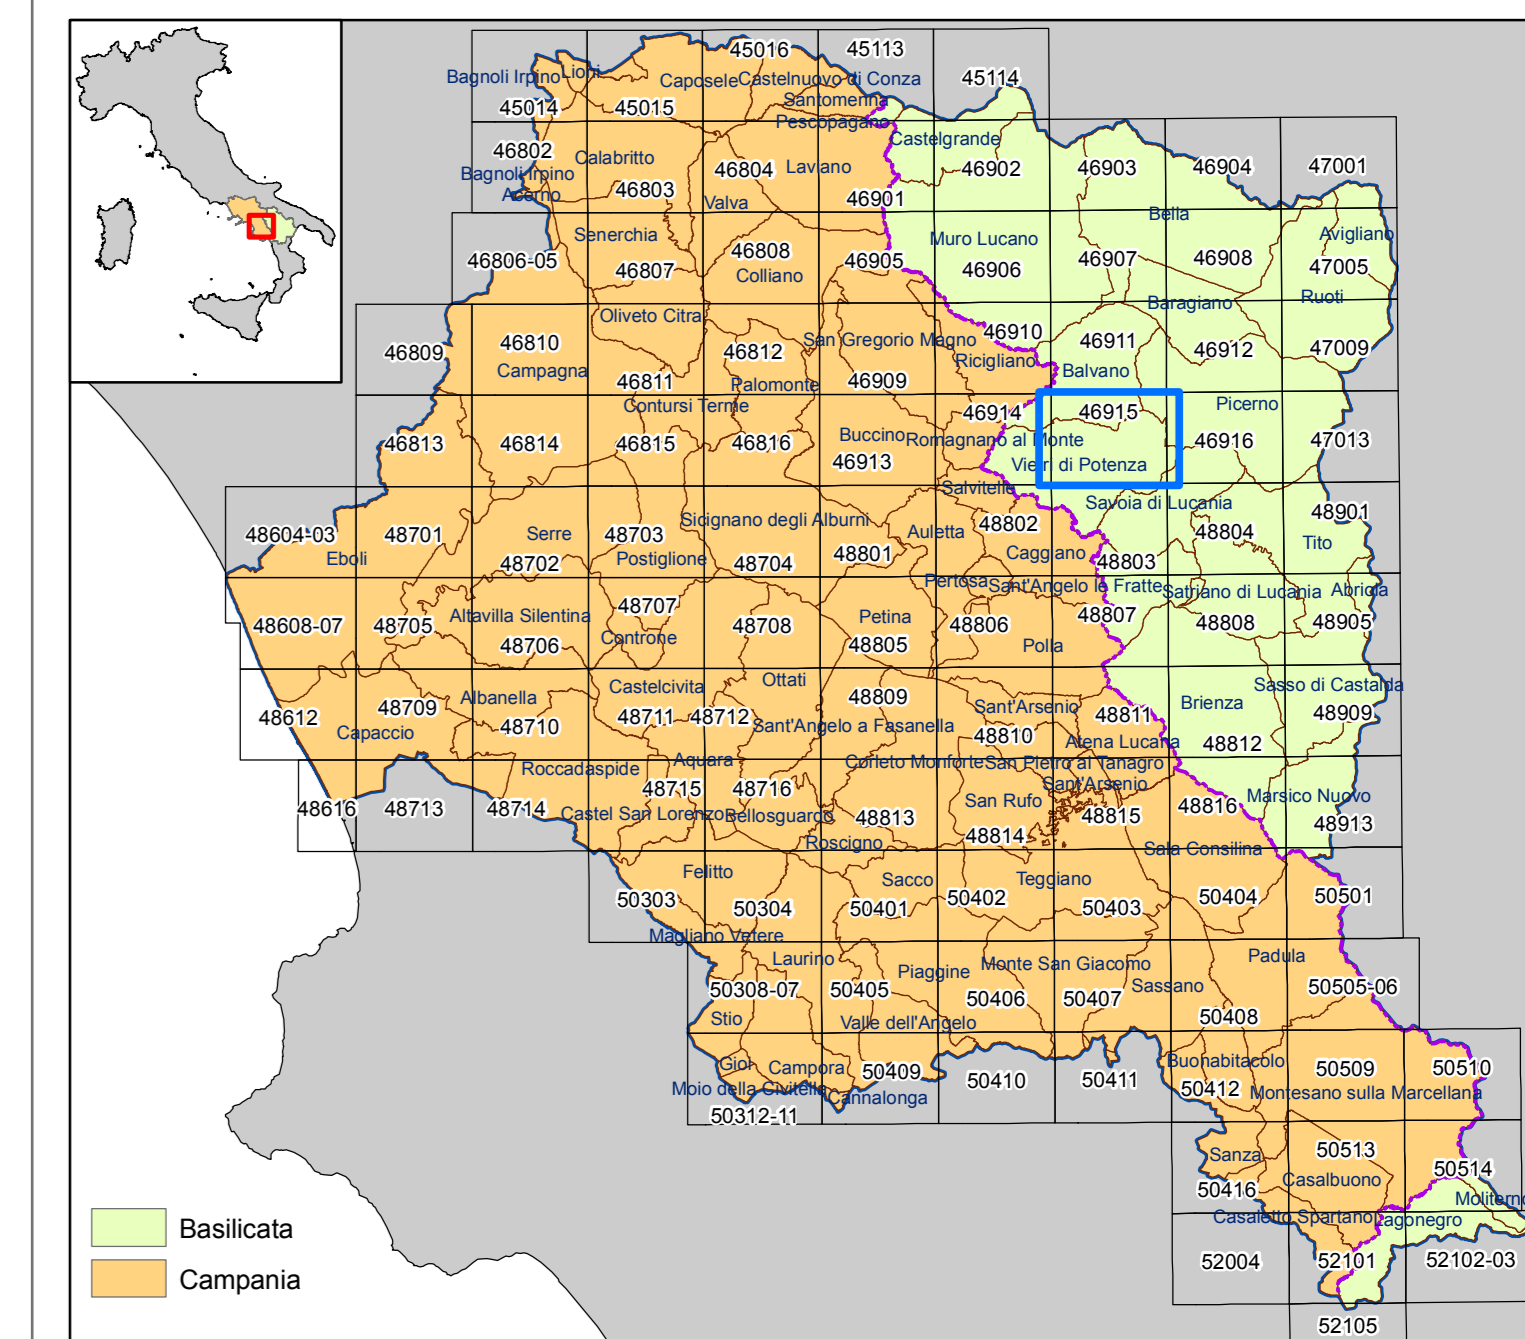 45016
45113
45114
Bagnoli Irpino
Lioni
Caposele
Castelnuovo di Conza
Santomenna
45014
45015
Pescopagano
Castelgrande
46802
Calabritto
46804
Laviano
46902
46903
46904
47001
Bagnoli Irpino
Acerno
46803
Valva
46901
Bella
Senerchia
Muro Lucano
Avigliano
46806-05
46807
46808
Colliano
46905
46906
46907
46908
47005
Oliveto Citra
Baragiano
Ruoti
46809
46810
Campagna
46811
46812
Palomonte
San Gregorio Magno
46909
46910
Ricigliano
46911
Balvano
46912
47009
Contursi Terme
46914
46915
Picerno
46813
46814
46815
46816
Buccino
46913
Romagnano al Monte
Vietri di Potenza
46916
47013
Salvitelle
Savoia di Lucania
48604-03
Eboli
48701
Serre
48702
48703
Postiglione
Sicignano degli Alburni
48704
48801
Auletta
48802
Caggiano
48803
48804
48901
Tito
Pertosa
Sant'Angelo le Fratte
Satriano di Lucania
Abriola
48608-07
48705
Altavilla Silentina
48706
48707
Controne
48708
Petina
48805
48806
Polla
48807
48808
48905
48612
Capaccio
48709
Albanella
48710
Castelcivita
48711
48712
Ottati
Sant'Angelo a Fasanella
48809
Sant'Arsenio
48810
48811
Atena Lucana
Brienza
48812
Sasso di Castalda
48909
Roccadaspide
Aquara
Corleto Monforte
San Pietro al Tanagro
Sant'Arsenio
48616
48713
48714
48715
Castel San Lorenzo
48716
Bellosguardo
48813
Roscigno
San Rufo
48814
48815
48816
Marsico Nuovo
48913
Sala Consilina
Felitto
Sacco
Teggiano
50303
50304
50401
50402
50403
50404
50501
Magliano Vetere
Laurino
Piaggine
Monte San Giacomo
Sassano
Padula
50308-07
50405
50406
50407
50408
50505-06
Stio
Valle dell'Angelo
Gioi
Campora
50409
50410
50411
Buonabitacolo
50412
50509
50510
Moio della Civitella
Cannalonga
Montesano sulla Marcellana
50312-11
Sanza
50513
Casalbuono
50514
50416
Moliterno
Casaletto Spartano
Lagonegro
52004
52101
52102-03
52105
Basilicata
Campania